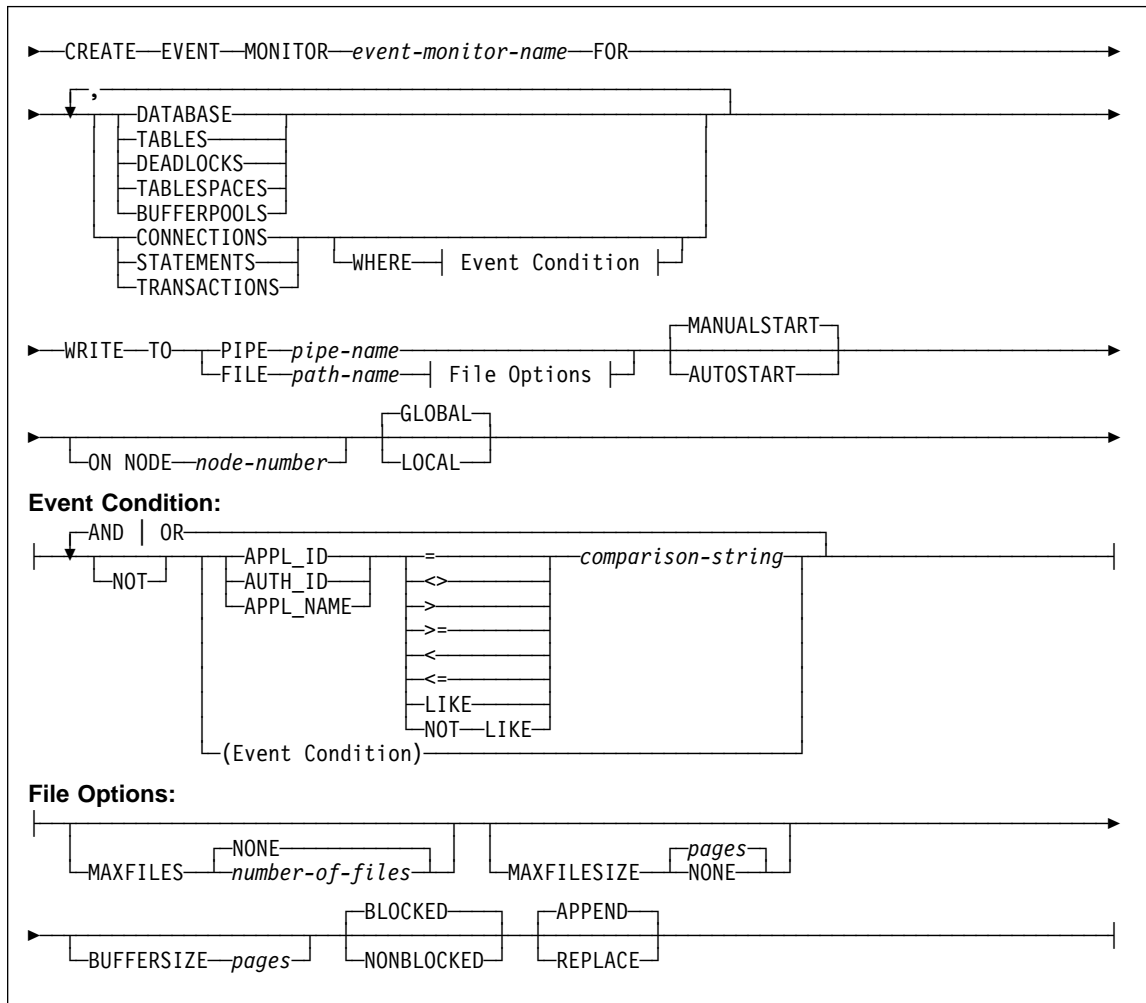 CREATE EVENT MONITOR event-monitor-name FOR
,
DATABASE
TABLES
DEADLOCKS
TABLESPACES
BUFFERPOOLS
CONNECTIONS
STATEMENTS WHERE Event Condition
TRANSACTIONS
MANUALSTART
WRITE TO PIPE pipe-name
FILE path-name File Options AUTOSTART
GLOBAL
ON NODE node-number LOCAL
Event Condition:
AND | OR
APPL_ID = comparison-string
NOT AUTH_ID <>
APPL_NAME >
>=
<
<=
LIKE
NOT LIKE
(Event Condition)
File Options:
NONE pages
MAXFILES number-of-files MAXFILESIZE NONE
BLOCKED APPEND
BUFFERSIZE pages NONBLOCKED REPLACE